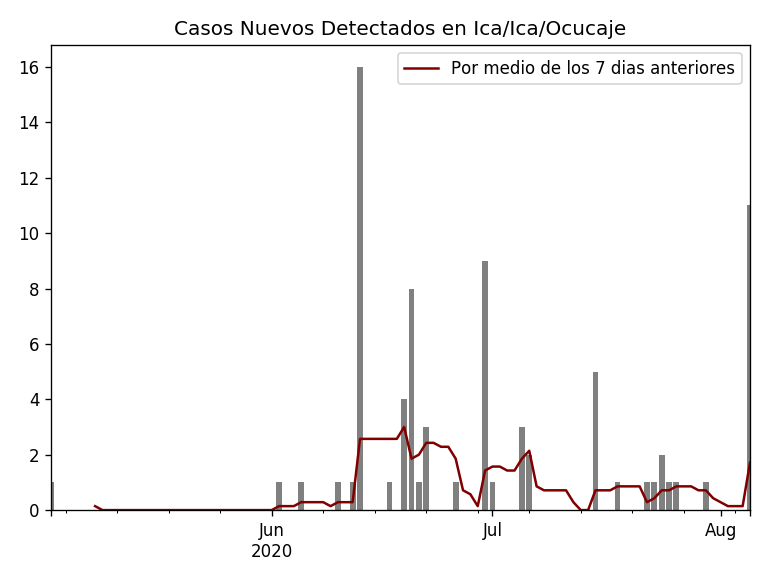 Casos Nuevos Detectados en Ica/Ica/Ocucaje
Por medio de los 7 dias anteriores
16
14
12
10
8
6
4
2
0
Jun
2020
Jul
Aug